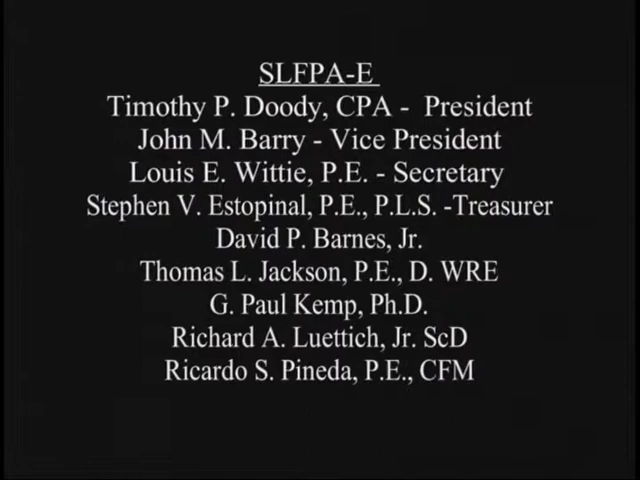 SLFPA-E
Timothy P. Doody, CPA - President
John M. Barry - Vice President
Louis E. Wittie, P.E. - Secretary
Stephen V. Estopinal, P.E., P.L.S. -Treasurer
David P. Barnes, Jr.
Thomas L. Jackson, P.E., D. WRE
G. Paul Kemp, Ph.D.
Richard A. Luettich, Jr. ScD
Ricardo S. Pineda, P.E., CFM